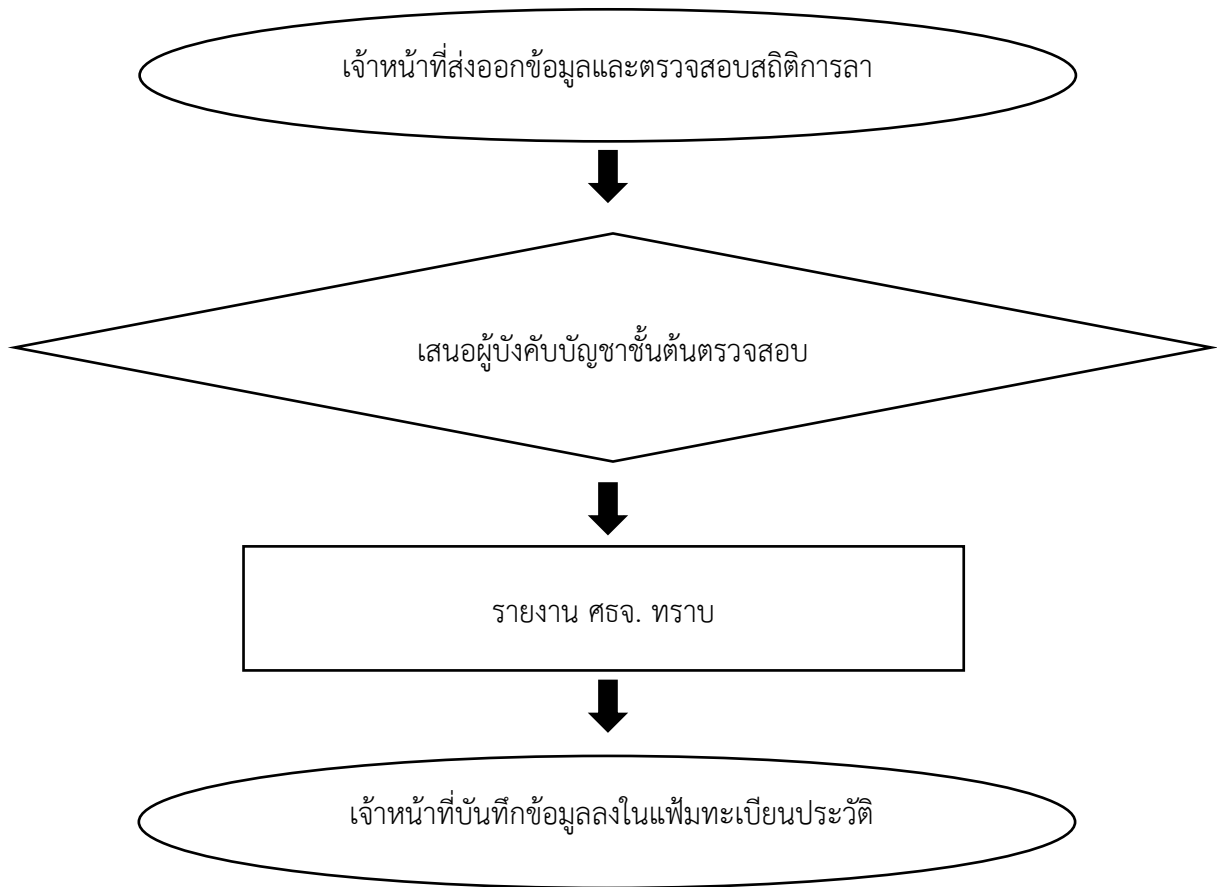 เจ้าหน้าที่ส่งออกข้อมูลและตรวจสอบสถิติการลา
เสนอผู้บังคับบัญชาชั้นต้นตรวจสอบ
รายงาน ศธจ. ทราบ
เจ้าหน้าที่บันทึกข้อมูลลงในแฟ้มทะเบียนประวัติ